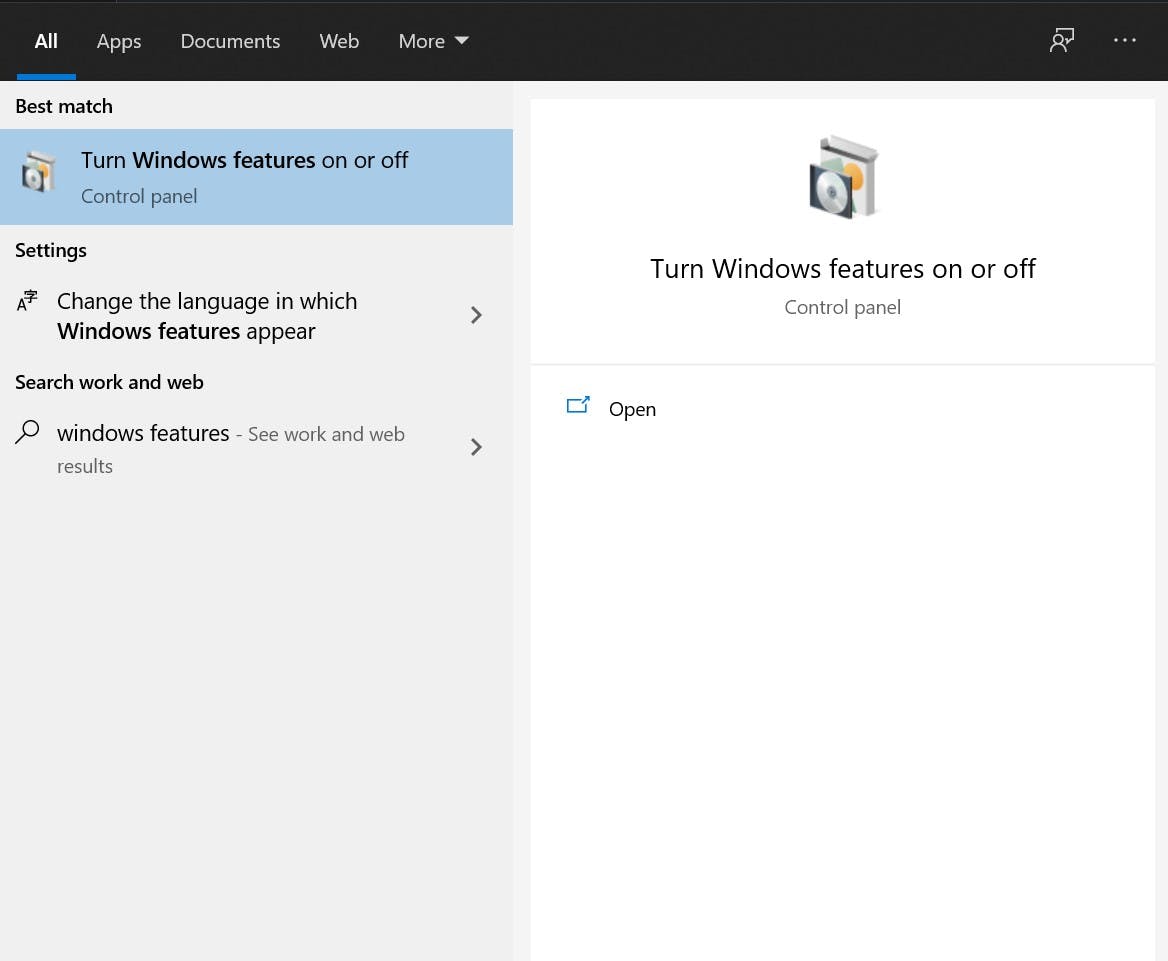 All Apps Documents Web More
Best match
Turn Windows features on or off
Control panel
Settings
Change the language in which
Windows features appear
Search work and web
windows features - See work and web
results
Turn Windows features on or off
Control panel
Open